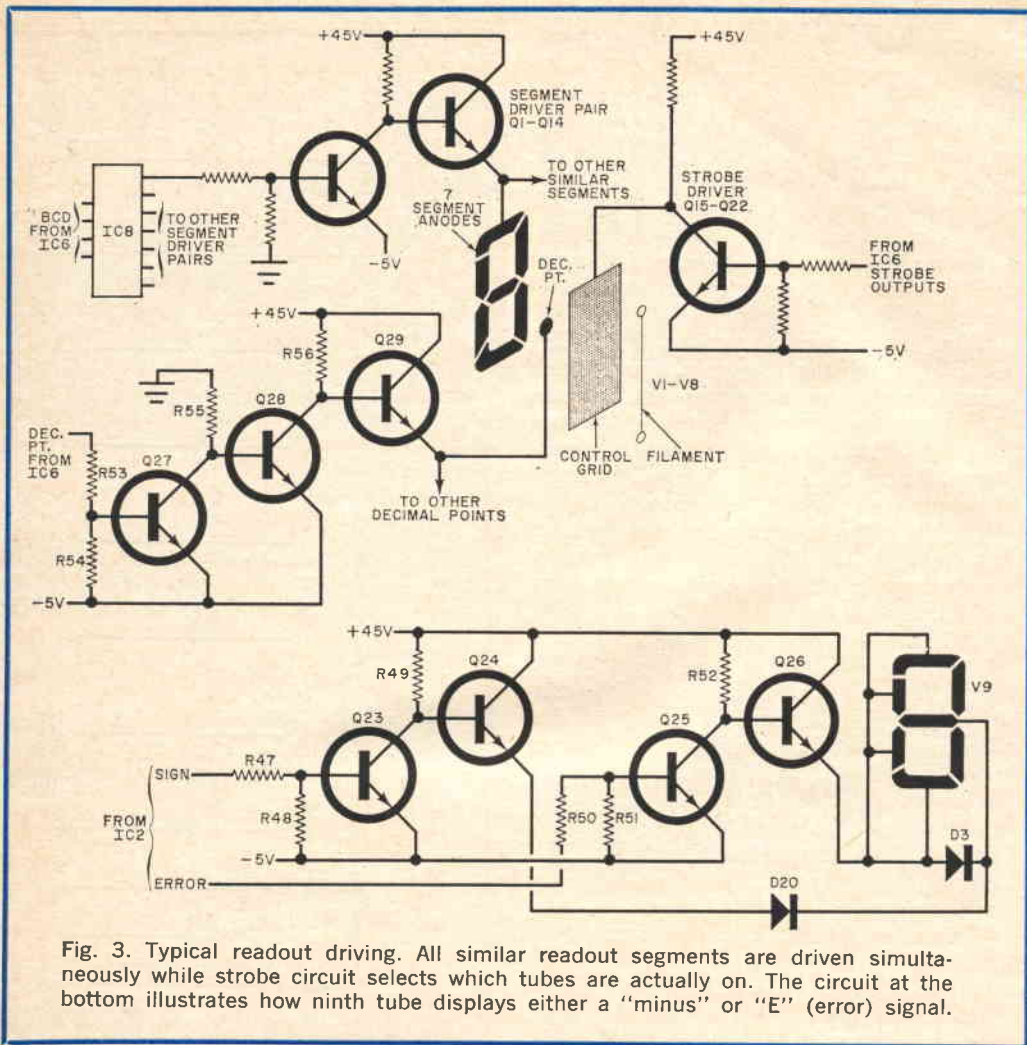 +45V
+45V
SEGMENT
DRIVER PAIR
Q1-Q14
TO OTHER
SIMILAR
SEGMENTS
STROBE
DRIVER
Q15-Q22
7
SEGMENT
ANODES
BCD
FROM
IC6
IC8
TO OTHER
SEGMENT
DRIVER
PAIRS
-5V
FROM
IC6
STROBE
OUTPUTS
DEC.
PT.
-5V
+45V
Q29
R56
V1-V8
R55
Q28
DEC.
PT.
FROM
IC6
R53
Q27
CONTROL
GRID
FILAMENT
TO OTHER
DECIMAL POINTS
R54
-5V
+45V
R49
Q24
R52
Q26
V9
Q23
Q25
R47
SIGN
R48
R50
R51
FROM
IC2
D3
-5V
ERROR
D20
Fig. 3. Typical readout driving. All similar readout segments are driven simulta-
neously while strobe circuit selects which tubes are actually on. The circuit at the
bottom illustrates how ninth tube displays either a "minus" or "E" (error) signal.